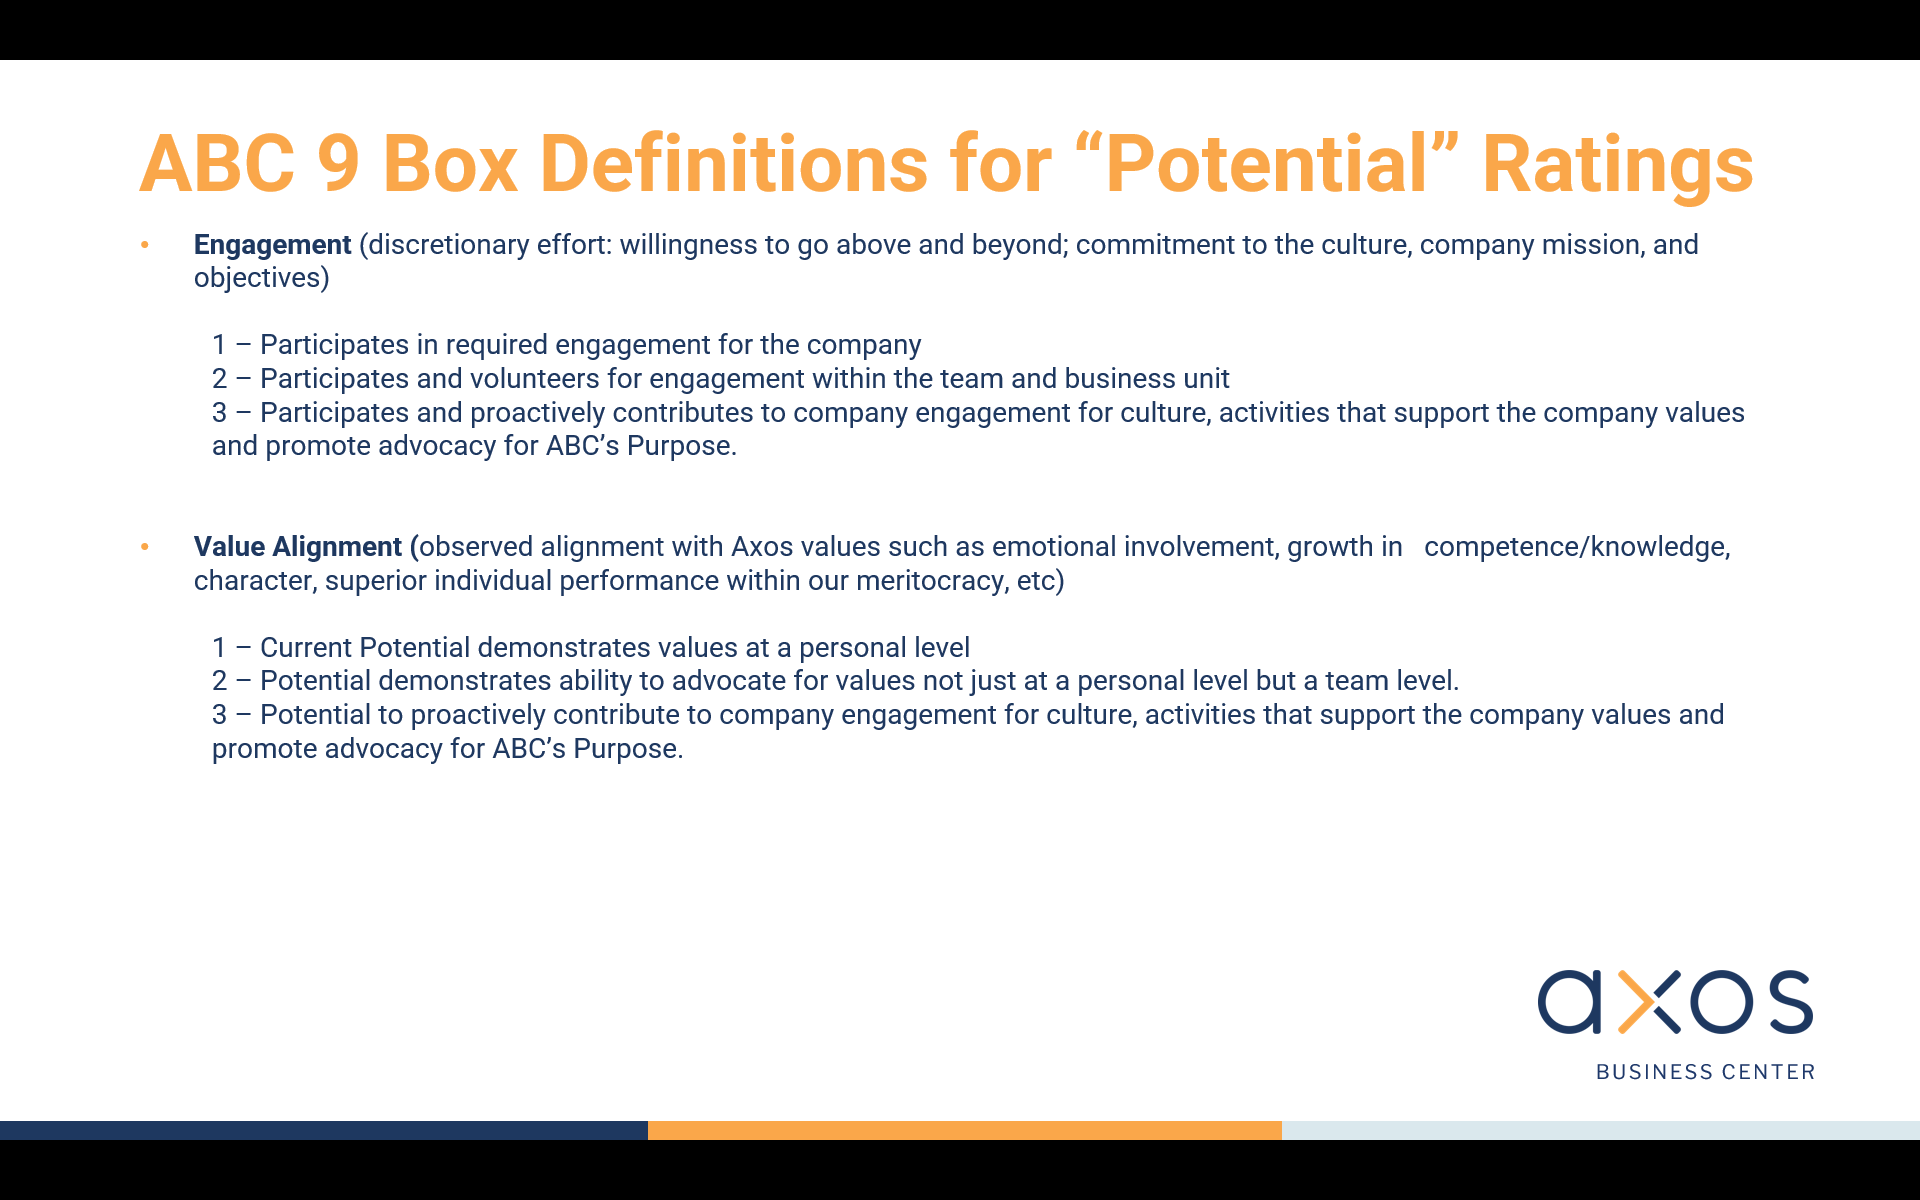 ABC 9 Box Definitions for “Potential” Ratings
• Engagement (discretionary effort: willingness to go above and beyond; commitment to the culture, company mission, and
objectives)
1 – Participates in required engagement for the company
2 – Participates and volunteers for engagement within the team and business unit
3 – Participates and proactively contributes to company engagement for culture, activities that support the company values
and promote advocacy for ABC’s Purpose.
• Value Alignment (observed alignment with Axos values such as emotional involvement, growth in   competence/knowledge,
character, superior individual performance within our meritocracy, etc)
1 – Current Potential demonstrates values at a personal level
2 – Potential demonstrates ability to advocate for values not just at a personal level but a team level.
3 – Potential to proactively contribute to company engagement for culture, activities that support the company values and
promote advocacy for ABC’s Purpose.
axos
BUSINESS CENTER